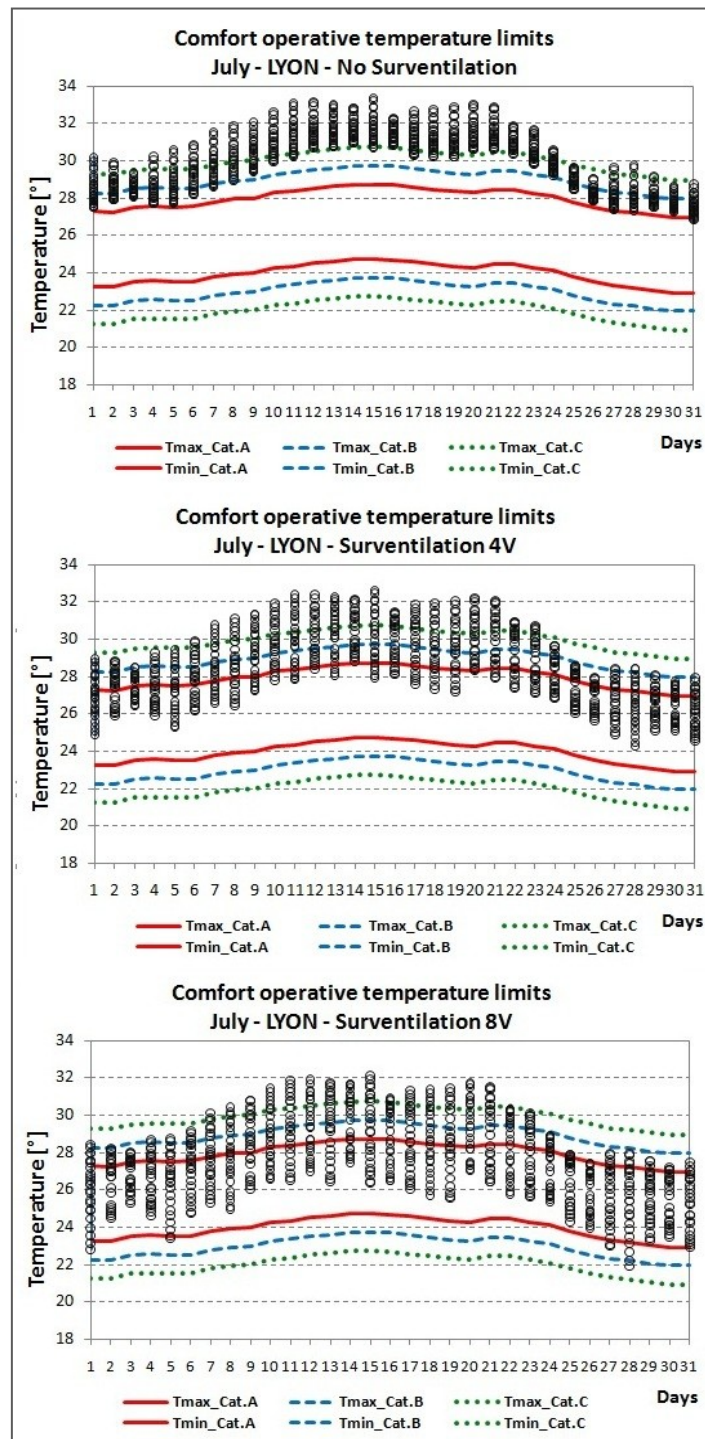 Comfort operative temperature limits
July - LYON - No Surventilation
Temperature [°]
34
32
30
28
26
24
22
20
18
1 2 3 4 5 6 7 8 9 10 11 12 13 14 15 16 17 18 19 20 21 22 23 24 25 26 27 28 29 30 31
Days
Tmax_Cat.A Tmax_Cat.B Tmax_Cat.C
Tmin_Cat.A Tmin_Cat.B Tmin_Cat.C
Comfort operative temperature limits
July - LYON - Surventilation 4V
Temperature [°]
34
32
30
28
26
24
22
20
18
1 2 3 4 5 6 7 8 9 10 11 12 13 14 15 16 17 18 19 20 21 22 23 24 25 26 27 28 29 30 31
Days
Tmax_Cat.A Tmax_Cat.B Tmax_Cat.C
Tmin_Cat.A Tmin_Cat.B Tmin_Cat.C
Comfort operative temperature limits
July - LYON - Surventilation 8V
Temperature [°]
34
32
30
28
26
24
22
20
18
1 2 3 4 5 6 7 8 9 10 11 12 13 14 15 16 17 18 19 20 21 22 23 24 25 26 27 28 29 30 31
Days
Tmax_Cat.A Tmax_Cat.B Tmax_Cat.C
Tmin_Cat.A Tmin_Cat.B Tmin_Cat.C